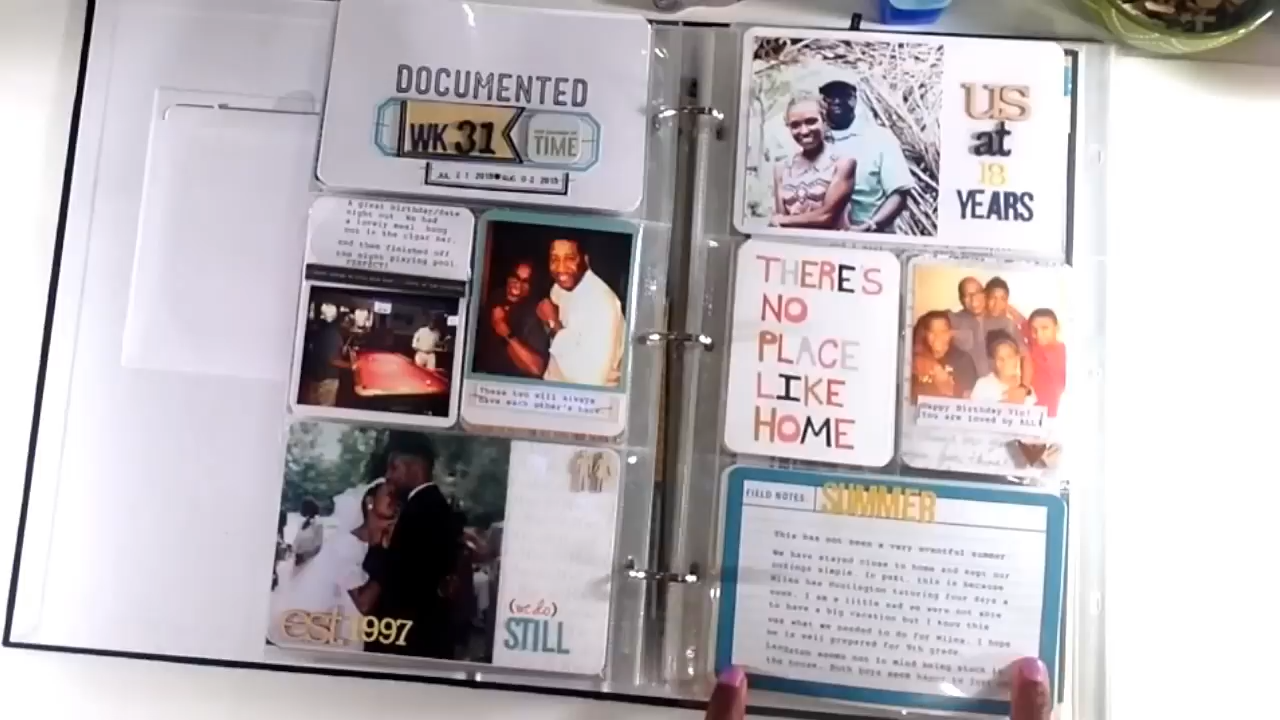 DOCUMENTED
WK 31
TIME
A great birthday/date
night out. We had
a lovely meal hung
out in the cigar bar.
and then finished off
the night playing pool.
PERFECT!
These two will always
have each other's back
est 1997
(we do)
STILL
US
at
18
YEARS
THERE'S
NO
PLACE
LIKE
HOME
Happy Birthday
You are loved by ALL!
FIELD NOTES: SUMMER
This has not been a very eventful summer
We have stayed close to home and kept our
outings simple. In part, this is because
has Huntington tutoring four days a
week. I am a little sad we were not able
to have a big vacation but I know this
was what we needed to do for I hope
he is well prepared for 9th grade.
seems not to mind being stuck in
the house. Both boys seem happy to just